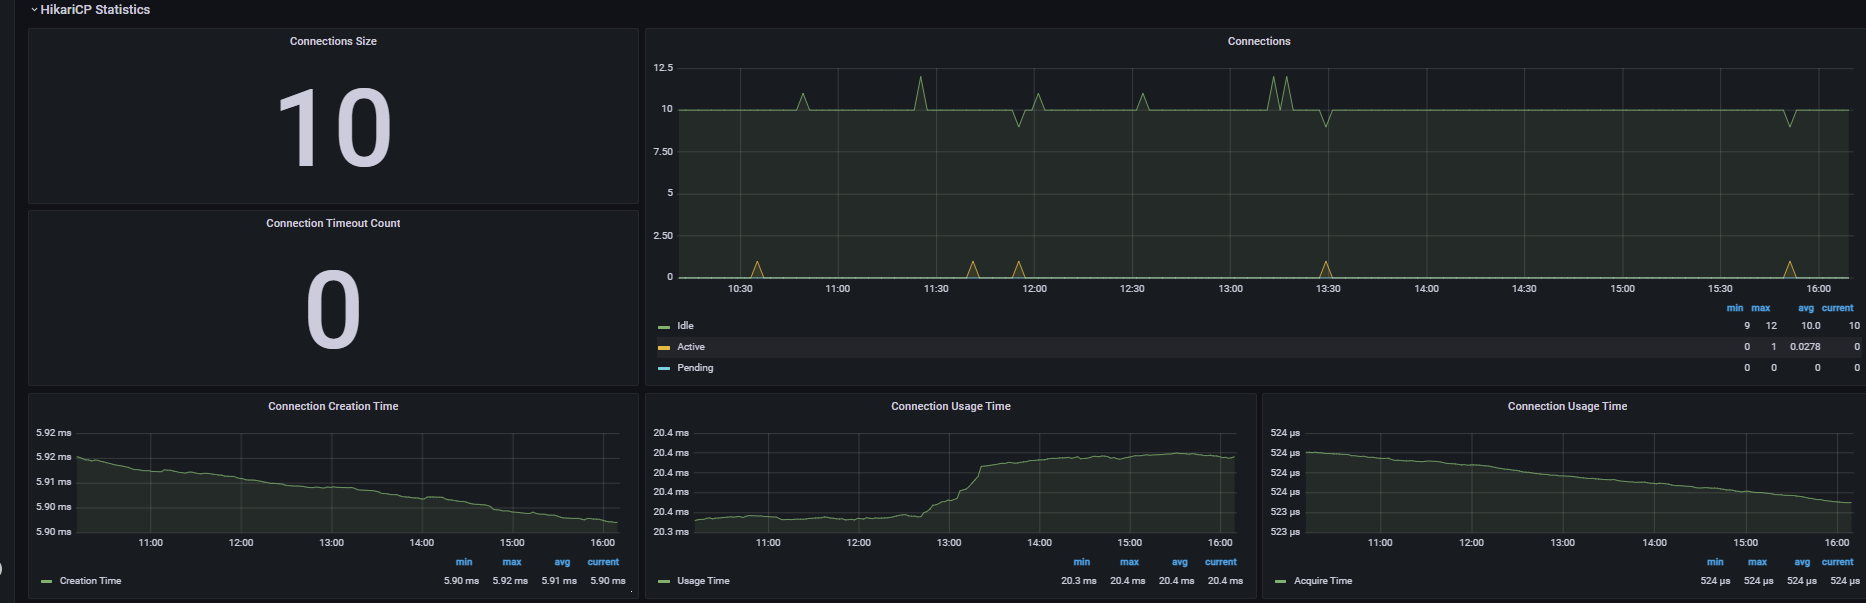 HikariCP Statistics
Connections Size
10
Connection Timeout Count
0
Connections
12.5
10
7.50
5
2.50
0
10:30 11:00 11:30 12:00 12:30 13:00 13:30 14:00 14:30 15:00 15:30 16:00
min max avg current
Idle 9 12 10.0 10
Active 0 1 0.0278 0
Pending 0 0 0 0
Connection Creation Time
5.92 ms
5.92 ms
5.91 ms
5.90 ms
5.90 ms
11:00 12:00 13:00 14:00 15:00 16:00
min max avg current
Creation Time 5.90 ms 5.92 ms 5.91 ms 5.90 ms
Connection Usage Time
20.4 ms
20.4 ms
20.4 ms
20.4 ms
20.4 ms
20.3 ms
11:00 12:00 13:00 14:00 15:00 16:00
min max avg current
Usage Time 20.3 ms 20.4 ms 20.4 ms 20.4 ms
Connection Usage Time
524 µs
524 µs
524 µs
524 µs
523 µs
523 µs
11:00 12:00 13:00 14:00 15:00 16:00
min max avg current
Acquire Time 524 µs 524 µs 524 µs 524 µs